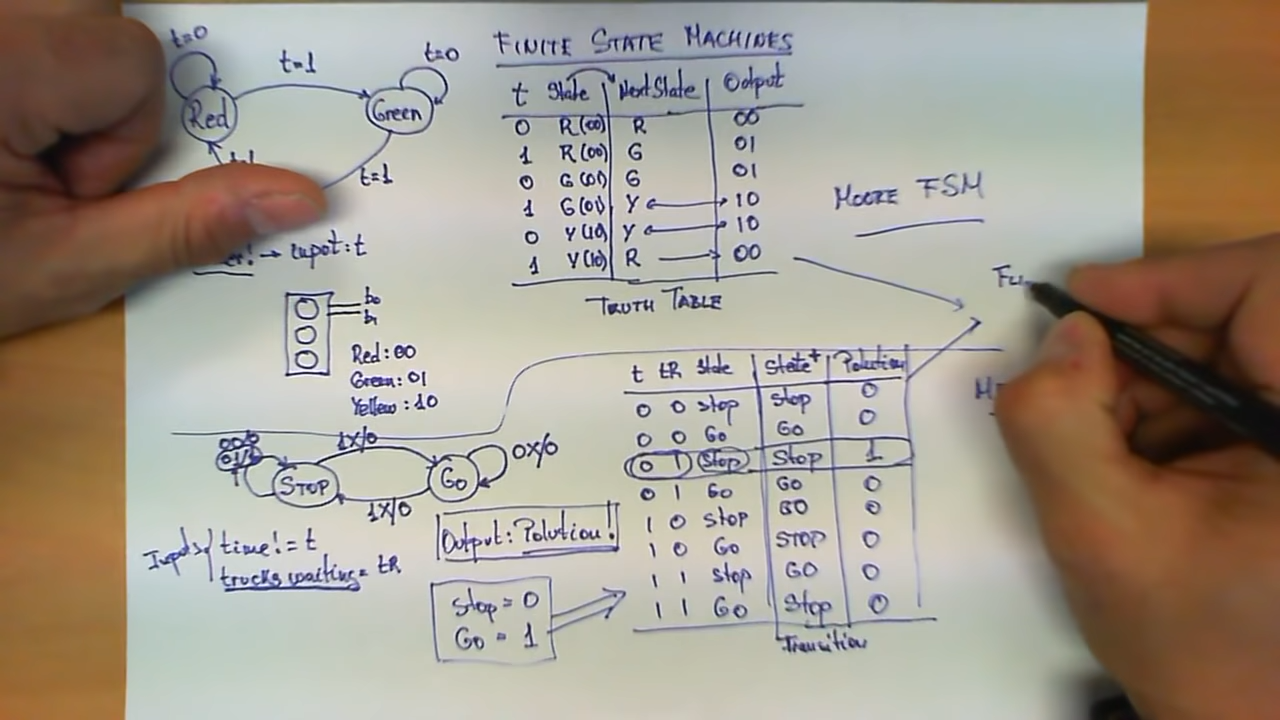 FINITE STATE MACHINES
t=0
t=1
t=0
Red
Green
t=1
t State Next State Output
0 R(00) R 00
1 R(00) G 01
0 G(01) G 01
1 G(01) Y 10
0 Y(10) Y 10
1 Y(10) R 00
TRUTH TABLE
MOORE FSM
→ input: t
b0
b1
Red: 00
Green: 01
Yellow: 10
t tR State State+ Polution
0 0 stop stop 0
0 0 Go Go 0
0 1 Stop Stop 1
0 1 Go GO 0
1 0 stop GO 0
1 0 Go STOP 0
1 1 stop GO 0
1 1 Go Stop 0
Transition
00/0
01/1
1X/0
0X/0
STOP
Go
1X/0
Output: Polution!
Inputs
time! = t
trucks waiting = tR
Stop = 0
Go = 1